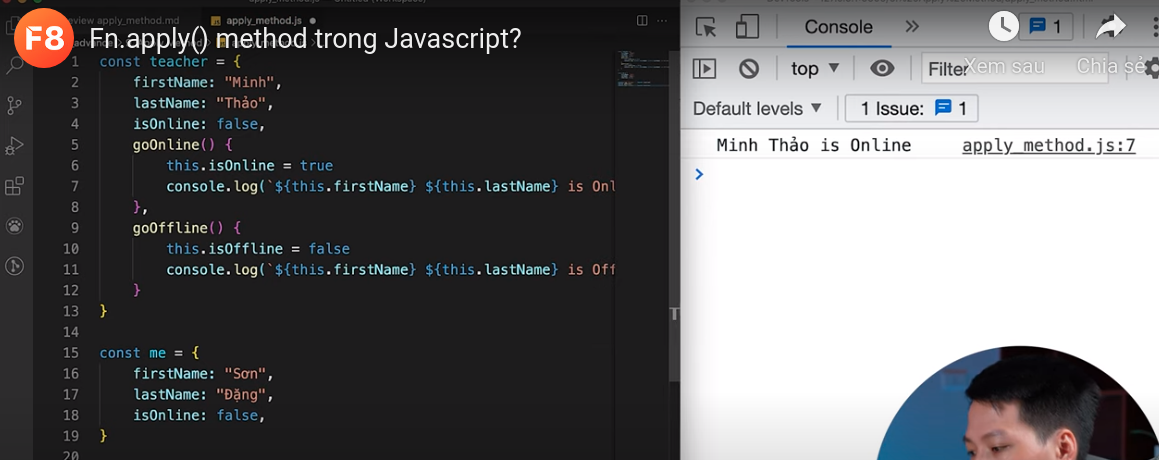 F8
Fn.apply() method trong Javascript?
review apply_method.md
apply_method.js
1 const teacher = {
2 firstName: "Minh",
3 lastName: "Thảo",
4 isOnline: false,
5 goOnline() {
6 this.isOnline = true
7 console.log(`${this.firstName} ${this.lastName} is Onl
8 },
9 goOffline() {
10 this.isOffline = false
11 console.log(`${this.firstName} ${this.lastName} is Off
12 }
13 }
14
15 const me = {
16 firstName: "Sơn",
17 lastName: "Đặng",
18 isOnline: false,
19 }
20
Console
1
top
Filter
Xem sau
Chia sẻ
Default levels
1 Issue:
1
Minh Thảo is Online apply_method.js:7